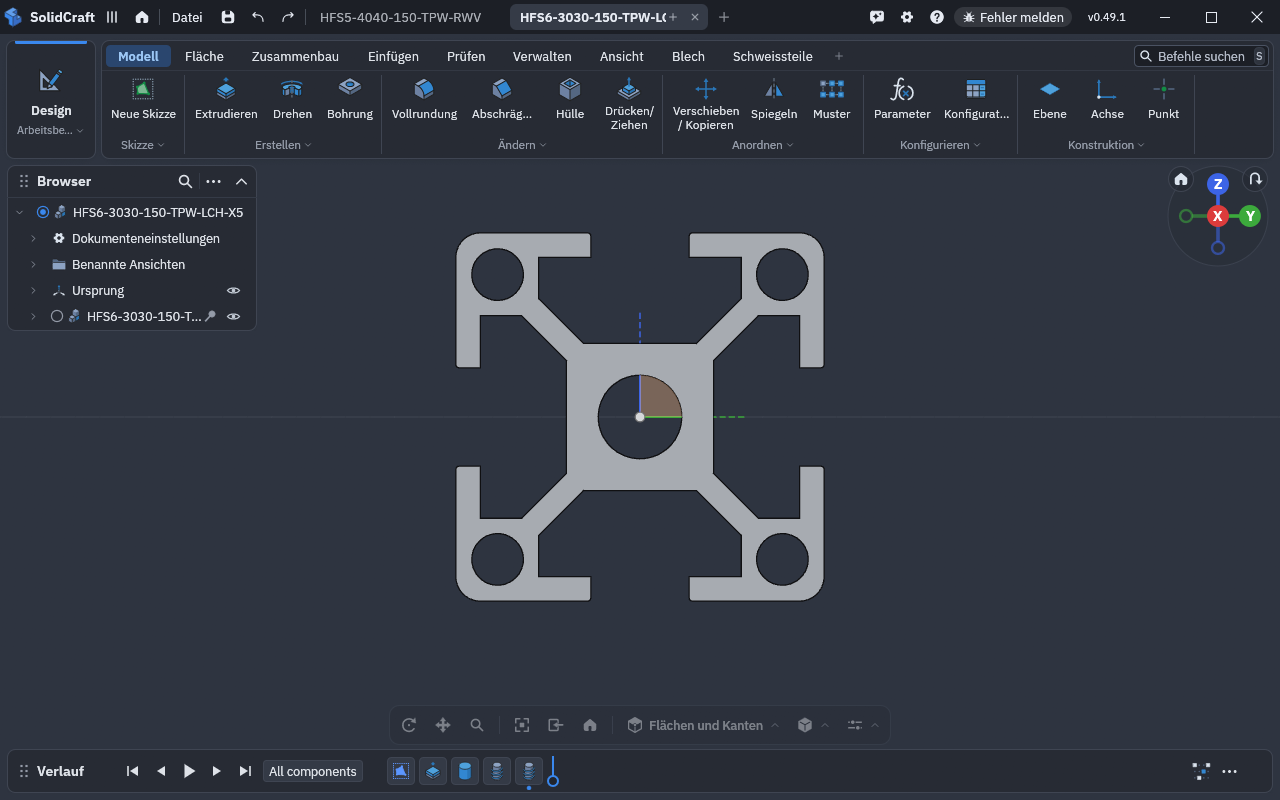 SolidCraft
Datei
HFS5-4040-150-TPW-RWV
HFS6-3030-150-TPW-LC
Fehler melden
v0.49.1
Design
Arbeitsbe...
Modell
Fläche
Zusammenbau
Einfügen
Prüfen
Verwalten
Ansicht
Blech
Schweissteile
Befehle suchen
S
Neue Skizze
Extrudieren
Drehen
Bohrung
Vollrundung
Abschräg...
Hülle
Drücken/
Ziehen
Verschieben
/ Kopieren
Spiegeln
Muster
Parameter
Konfigurat...
Ebene
Achse
Punkt
Skizze
Erstellen
Ändern
Anordnen
Konfigurieren
Konstruktion
Browser
HFS6-3030-150-TPW-LCH-X5
Dokumenteneinstellungen
Benannte Ansichten
Ursprung
HFS6-3030-150-T...
Z
X
Y
Flächen und Kanten
Verlauf
All components